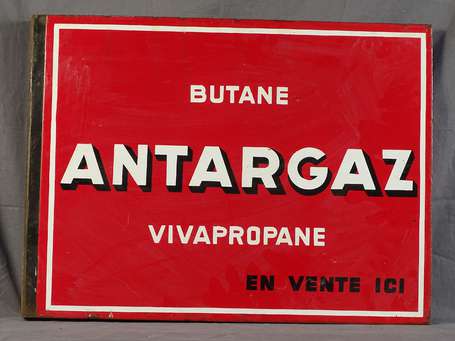 BUTANE
ANTARGAZ
VIVAPROPANE
EN VENTE ICI